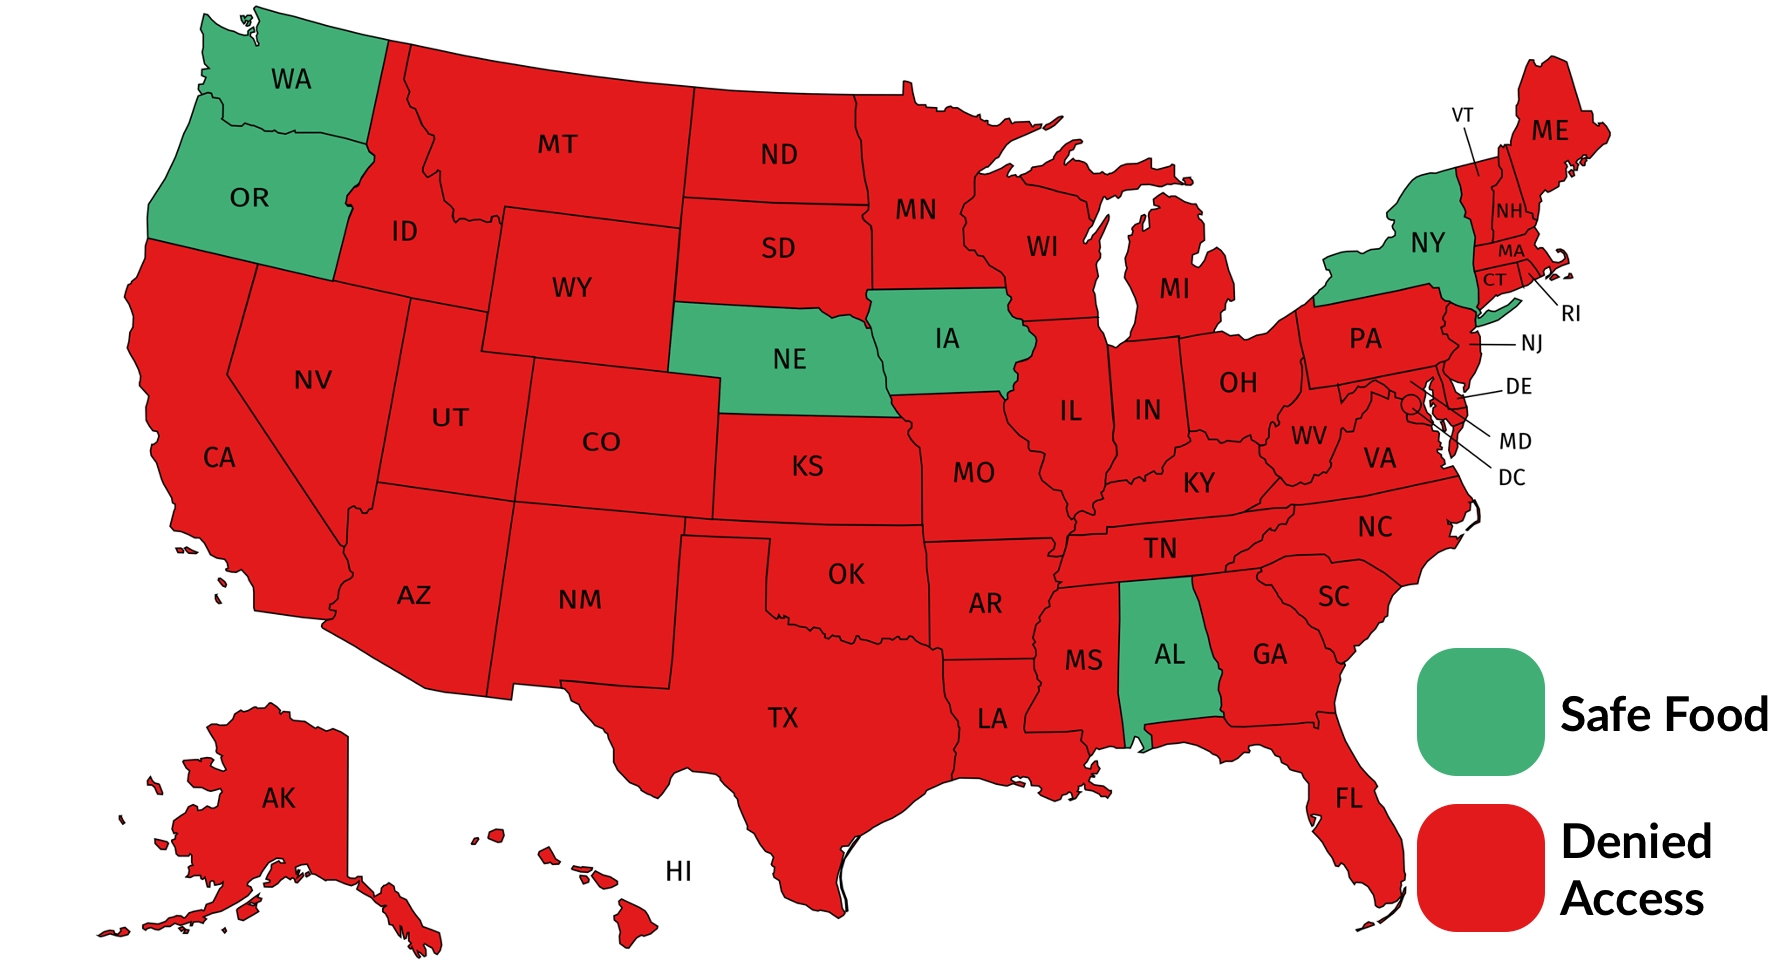 WA
OR
CA
NV
ID
MT
WY
UT
CO
AZ
NM
ND
SD
NE
KS
OK
TX
MN
IA
MO
AR
LA
WI
IL
MI
IN
OH
KY
TN
MS
AL
GA
FL
SC
NC
VA
WV
PA
NY
VT
NH
ME
MA
CT
RI
NJ
DE
MD
DC
AK
HI
Safe Food
Denied
Access